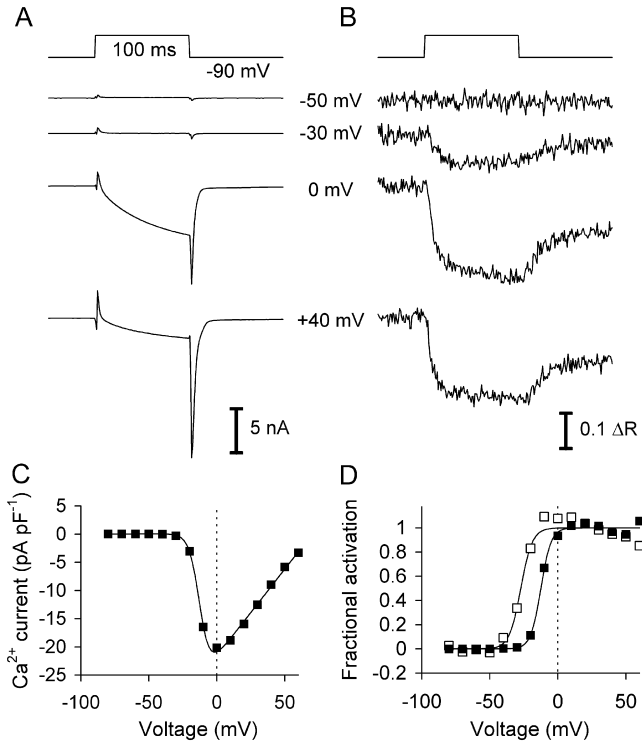 A
B
100 ms
-90 mV
-50 mV
-30 mV
0 mV
+40 mV
5 nA
0.1 ΔR
C
Ca²⁺ current (pA pF⁻¹)
5
0
-5
-10
-15
-20
-25
-100
-50
0
50
Voltage (mV)
D
Fractional activation
1
0.8
0.6
0.4
0.2
0
-0.2
-100
-50
0
50
Voltage (mV)